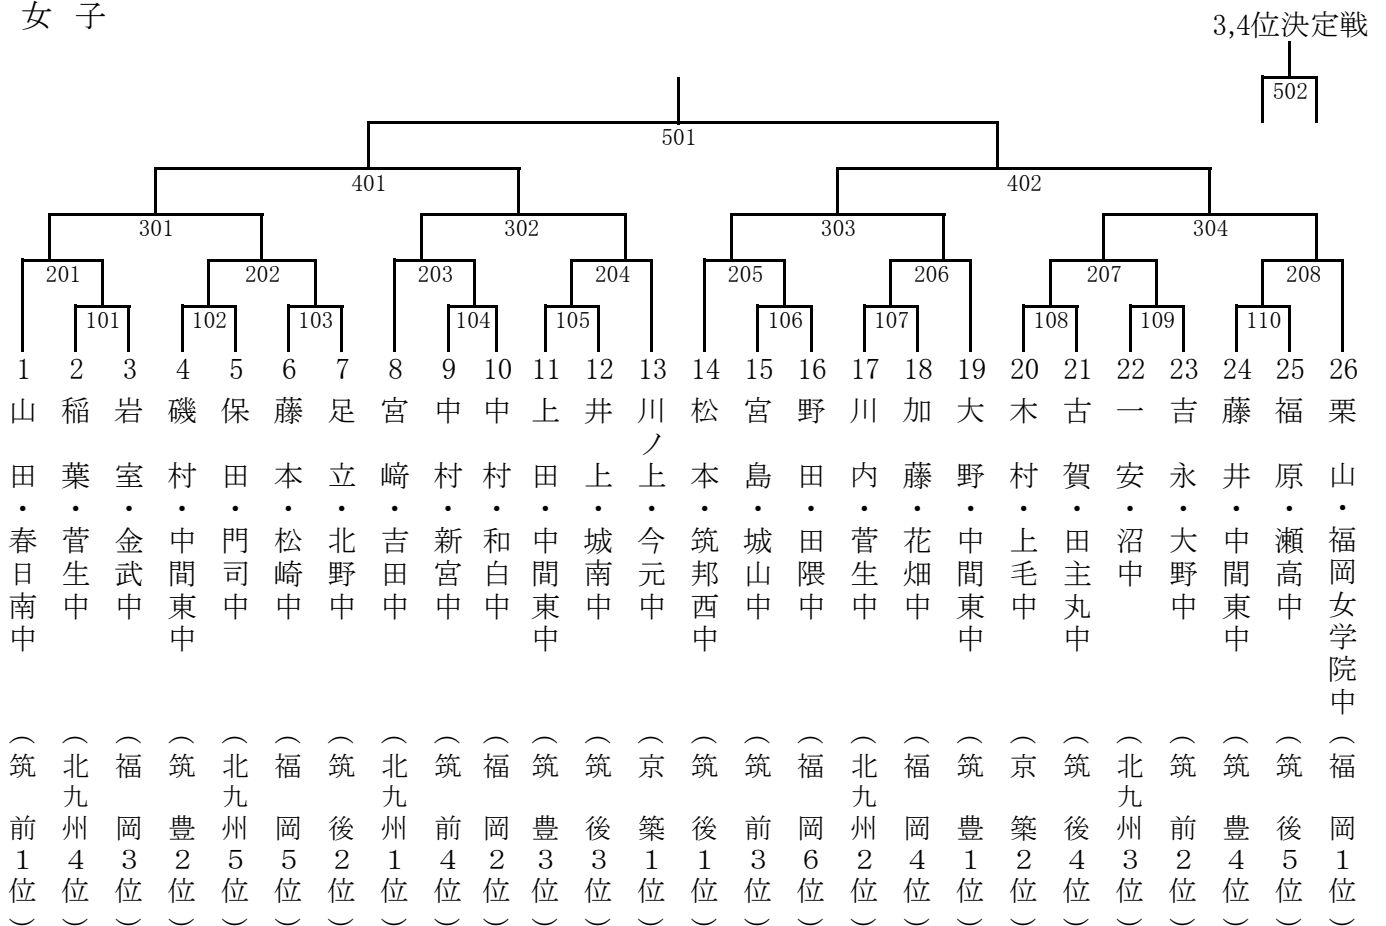 女 子
3,4位決定戦
502
501
401
402
301
302
303
304
201
202
203
204
205
206
207
208
101
102
103
104
105
106
107
108
109
110
1 山田・春日南中 (筑前1位)
2 稲葉・菅生中 (北九州4位)
3 岩室・金武中 (福岡3位)
4 磯村・中間東中 (筑豊2位)
5 保田・門司中 (北九州5位)
6 藤本・松崎中 (福岡5位)
7 足立・北野中 (筑後2位)
8 宮﨑・吉田中 (北九州1位)
9 中村・新宮中 (筑前4位)
10 中村・和白中 (福岡2位)
11 上田・中間東中 (筑豊3位)
12 井上・城南中 (筑後3位)
13 川ノ上・今元中 (京築1位)
14 松本・筑邦西中 (筑後1位)
15 宮島・城山中 (筑前3位)
16 野田・田隈中 (福岡6位)
17 川内・菅生中 (北九州2位)
18 加藤・花畑中 (福岡4位)
19 大野・中間東中 (筑豊1位)
20 木村・上毛中 (京築2位)
21 古賀・田主丸中 (筑後4位)
22 一安・沼中 (北九州3位)
23 吉永・大野中 (筑前2位)
24 藤井・中間東中 (筑豊4位)
25 福原・瀬高中 (筑後5位)
26 栗山・福岡女学院中 (福岡1位)